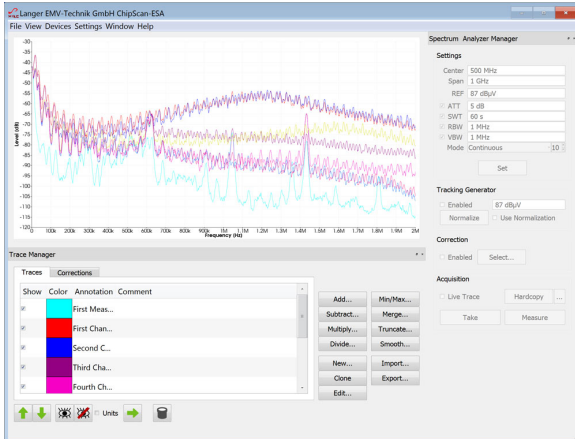 Langer EMV-Technik GmbH ChipScan-ESA
File View Devices Settings Window Help
Spectrum Analyzer Manager
-30
-35
-40
-45
-50
-55
-60
-65
-70
-75
-80
-85
-90
-95
-100
-105
-110
-115
-120
Level (dB)
0 100k 200k 300k 400k 500k 600k 700k 800k 900k 1M 1.1M 1.2M 1.3M 1.4M 1.5M 1.6M 1.7M 1.8M 1.9M 2M
Frequency (Hz)
Settings
Center 500 MHz
Span 1 GHz
REF 87 dBµV
ATT 5 dB
SWT 60 s
RBW 1 MHz
VBW 1 MHz
Mode Continuous 10
Set
Tracking Generator
Enabled 87 dBµV
Normalize Use Normalization
Correction
Enabled Select...
Acquisition
Live Trace Hardcopy ...
Take Measure
Trace Manager
Traces Corrections
Show Color Annotation Comment
First Meas...
First Chan...
Second C...
Third Cha...
Fourth Ch...
Add... Min/Max...
Subtract... Merge...
Multiply... Truncate...
Divide... Smooth...
New... Import...
Clone Export...
Edit...
Units